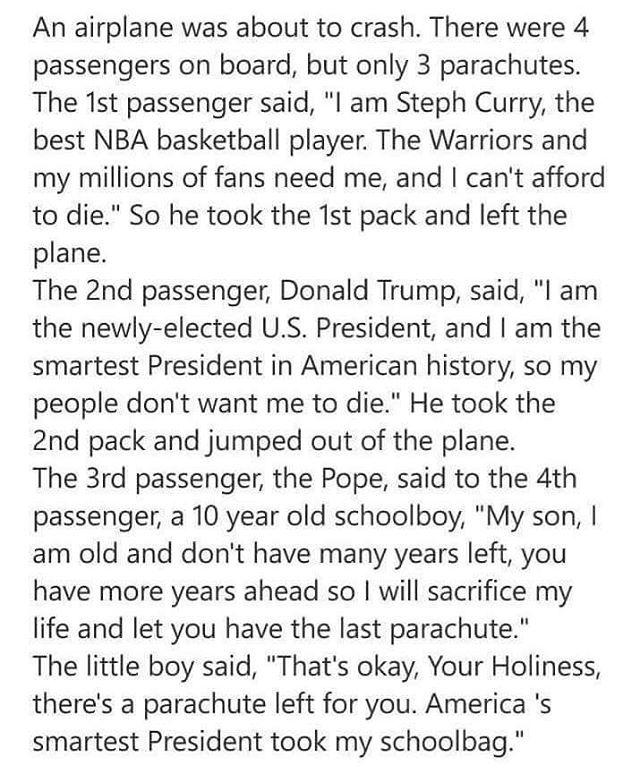 An airplane was about to crash. There were 4
passengers on board, but only 3 parachutes.
The 1st passenger said, "I am Steph Curry, the
best NBA basketball player. The Warriors and
my millions of fans need me, and I can't afford
to die." So he took the 1st pack and left the
plane.
The 2nd passenger, Donald Trump, said, "I am
the newly-elected U.S. President, and I am the
smartest President in American history, so my
people don't want me to die." He took the
2nd pack and jumped out of the plane.
The 3rd passenger, the Pope, said to the 4th
passenger, a 10 year old schoolboy, "My son, I
am old and don't have many years left, you
have more years ahead so I will sacrifice my
life and let you have the last parachute."
The little boy said, "That's okay, Your Holiness,
there's a parachute left for you. America 's
smartest President took my schoolbag."